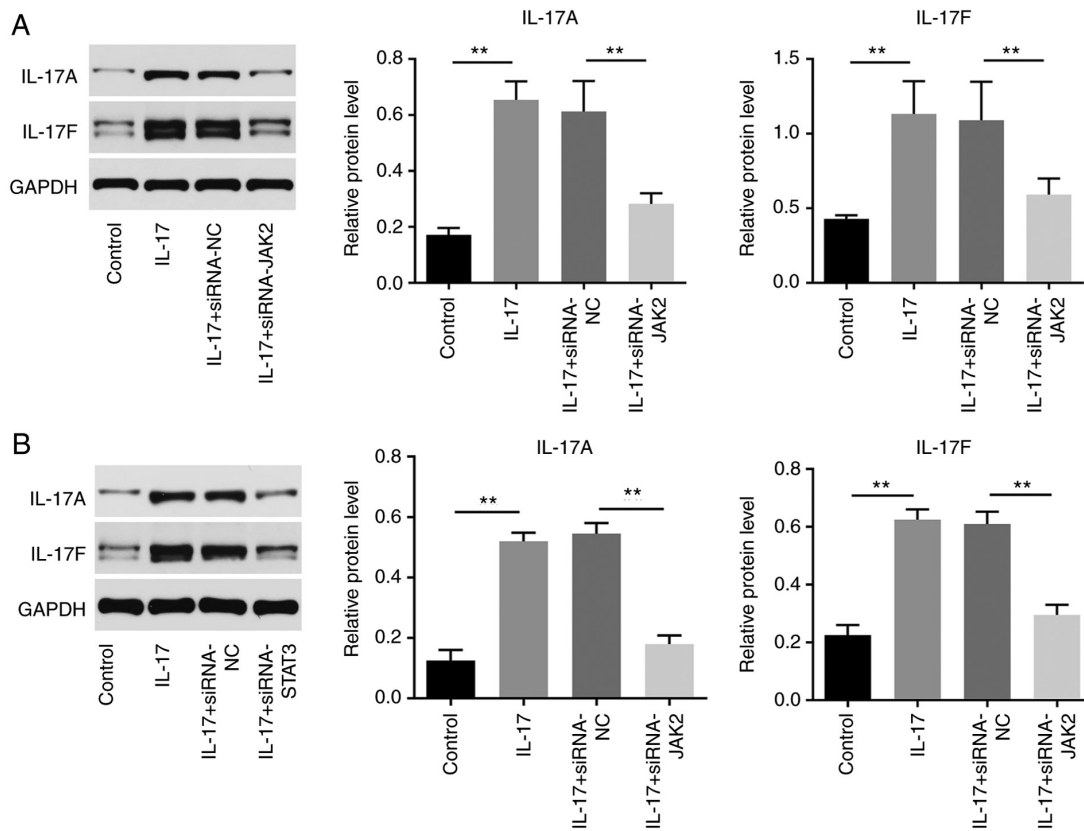 A
IL-17A
IL-17F
GAPDH
Control
IL-17
IL-17+siRNA-NC
IL-17+siRNA-JAK2
IL-17A
Relative protein level
0.8
0.6
0.4
0.2
0.0
**
**
Control
IL-17
IL-17+siRNA-
NC
IL-17+siRNA-
JAK2
IL-17F
Relative protein level
1.5
1.0
0.5
0.0
**
**
Control
IL-17
IL-17+siRNA-
NC
IL-17+siRNA-
JAK2
B
IL-17A
IL-17F
GAPDH
Control
IL-17
IL-17+siRNA-
NC
IL-17+siRNA-
STAT3
IL-17A
Relative protein level
0.8
0.6
0.4
0.2
0.0
**
**
Control
IL-17
IL-17+siRNA-
NC
IL-17+siRNA-
JAK2
IL-17F
Relative protein level
0.8
0.6
0.4
0.2
0.0
**
**
Control
IL-17
IL-17+siRNA-
NC
IL-17+siRNA-
JAK2